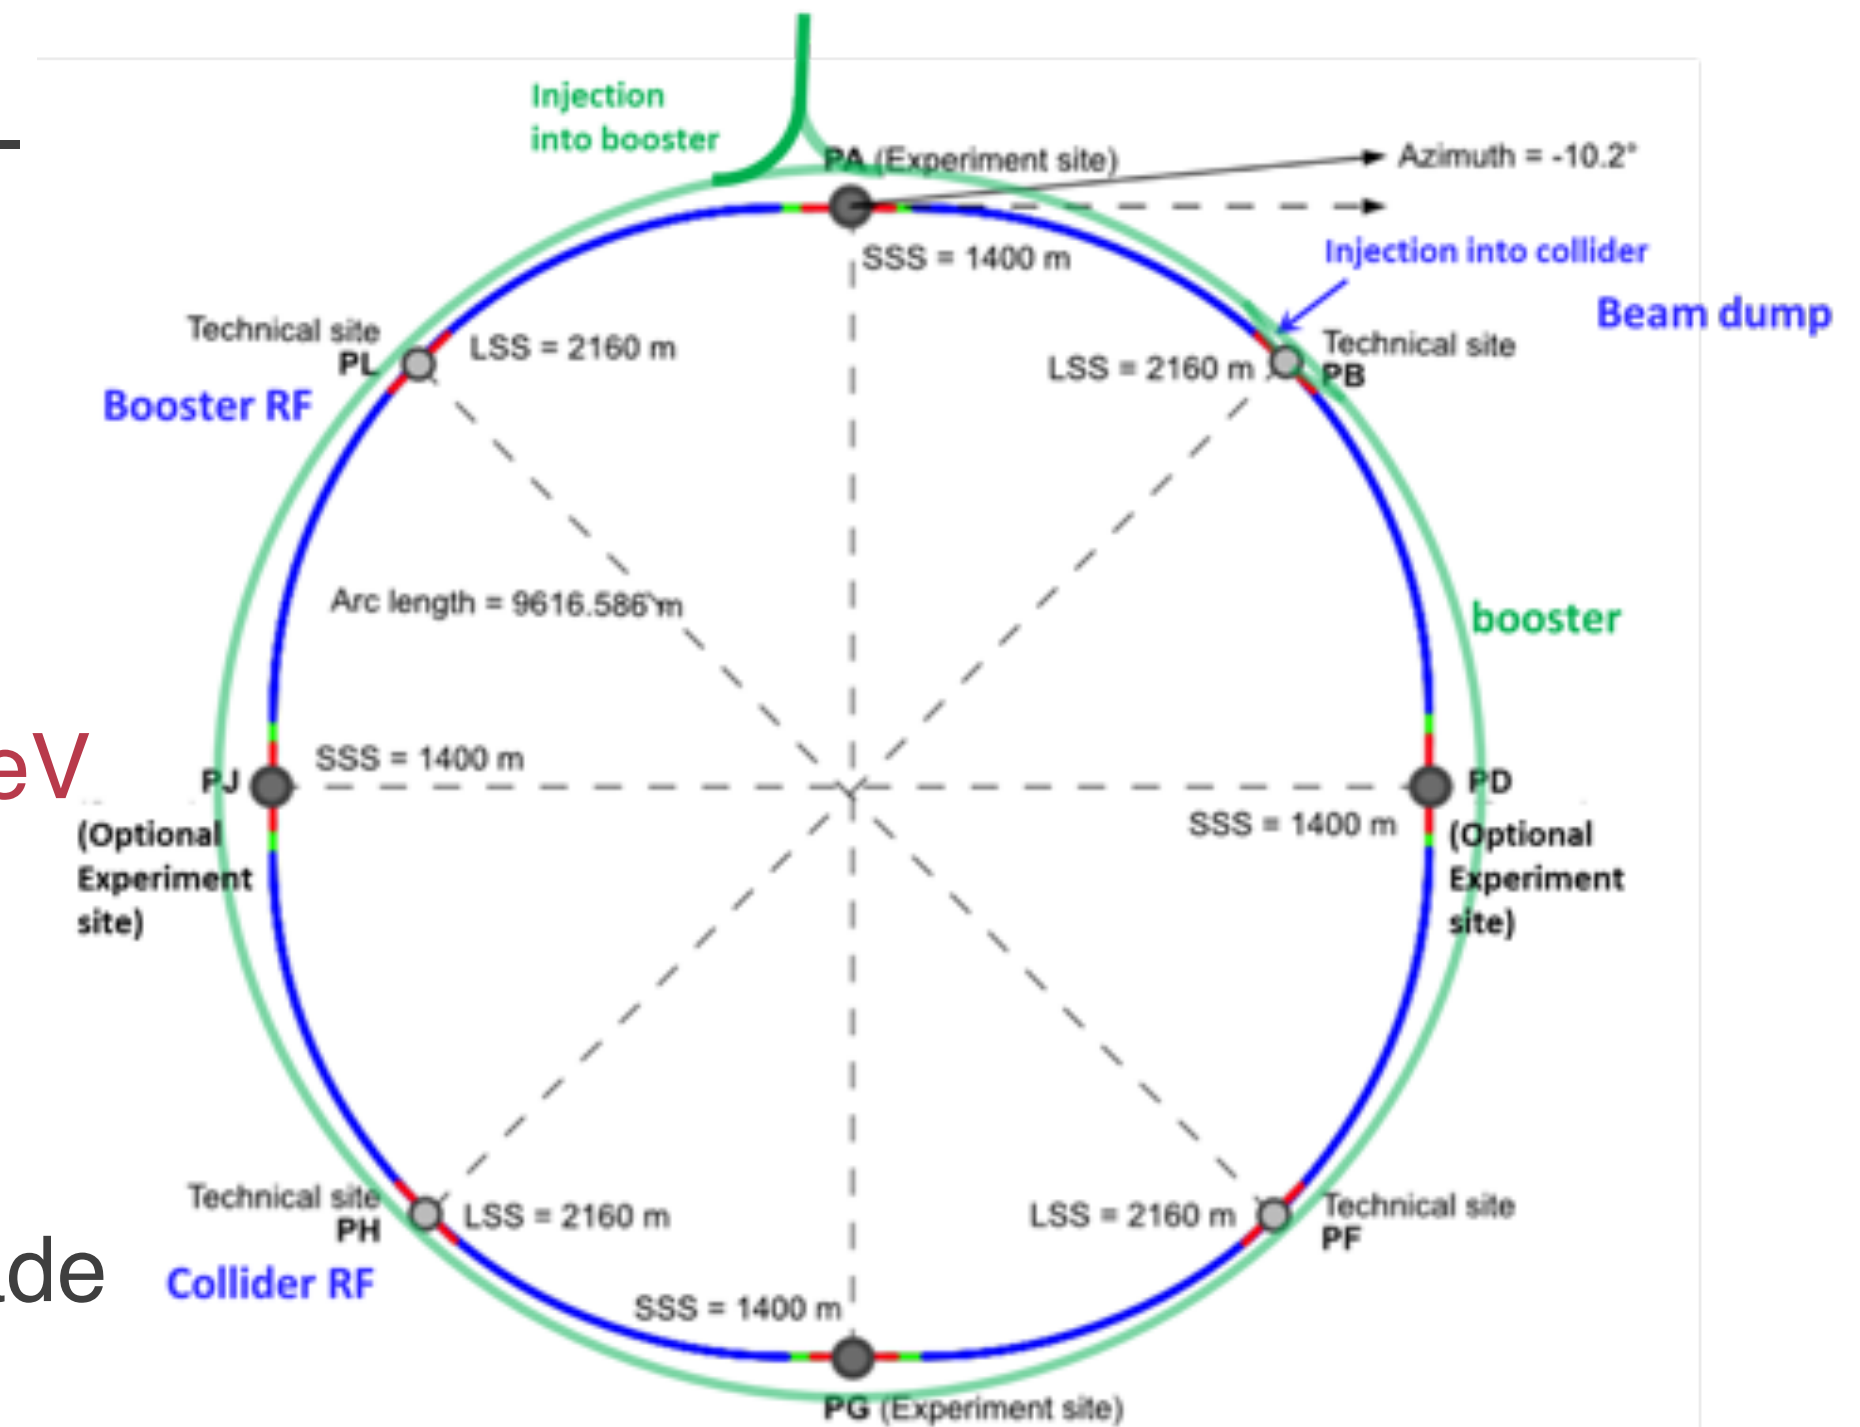 Injection
into booster
PA (Experiment site)
Azimuth = -10.2°
SSS = 1400 m
Injection into collider
Beam dump
Technical site
PL
LSS = 2160 m
Booster RF
LSS = 2160 m
Technical site
PB
Arc length = 9616.586 m
booster
eV
PJ
SSS = 1400 m
(Optional
Experiment
site)
PD
SSS = 1400 m
(Optional
Experiment
site)
Technical site
PH
LSS = 2160 m
Collider RF
LSS = 2160 m
Technical site
PF
ade
SSS = 1400 m
PG (Experiment site)